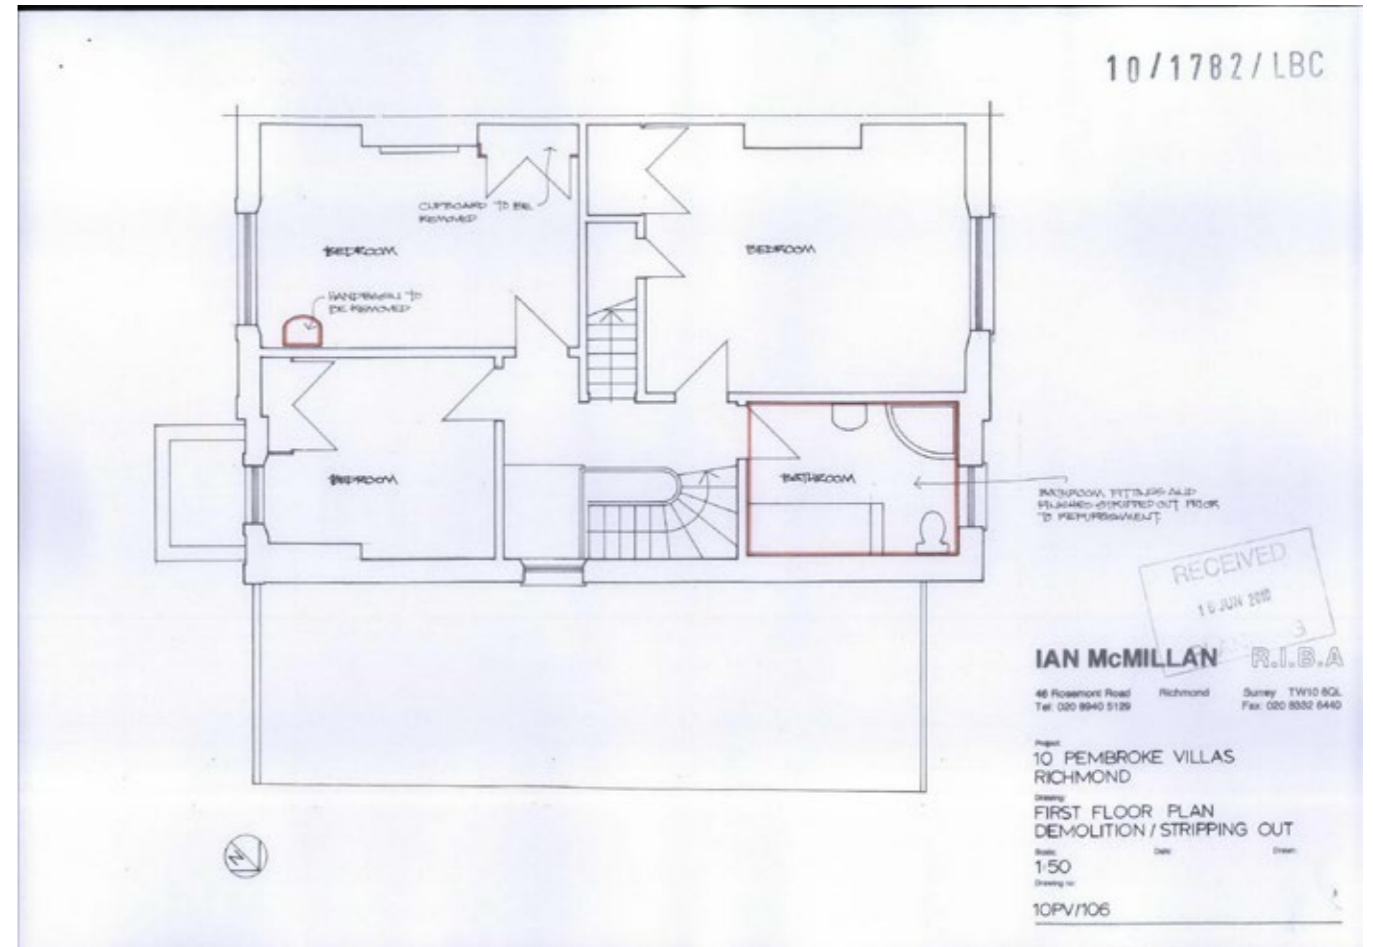 10/1782/LBC
CUPBOARD TO BE
REMOVED
BEDROOM
BEDROOM
HANDBASIN TO
BE REMOVED
BEDROOM
BATHROOM
BATHROOM FITTINGS AND
FINISHES STRIPPED OUT PRIOR
TO REFURBISHMENT.
RECEIVED
16 JUN 2010
3
IAN McMILLAN R.I.B.A
46 Rosemont Road Richmond Surrey TW10 6QL
Tel: 020 8940 5129 Fax: 020 8332 6440
Project:
10 PEMBROKE VILLAS
RICHMOND
Drawing:
FIRST FLOOR PLAN
DEMOLITION / STRIPPING OUT
Scale: Date: Drawn:
1:50
Drawing no:
10PV/106
N